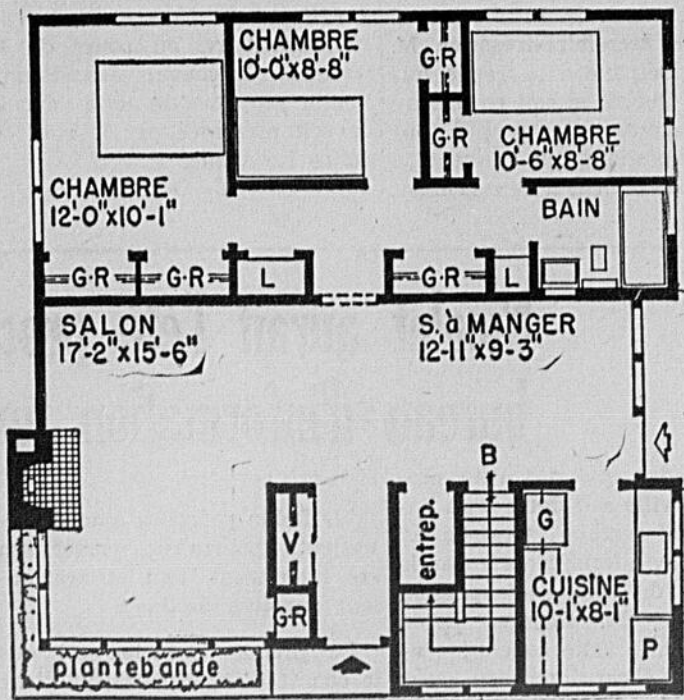 CHAMBRE
10'-0"x8'-8"
G·R
G·R
CHAMBRE
10'-6"x8'-8"
CHAMBRE
12'-0"x10'-1"
BAIN
G·R
G·R
L
G·R
L
SALON
17'-2"x15'-6"
S. à MANGER
12'-11"x9'-3"
B
entrep.
V
G
CUISINE
10-1"x8-1"
G·R
P
plantebande